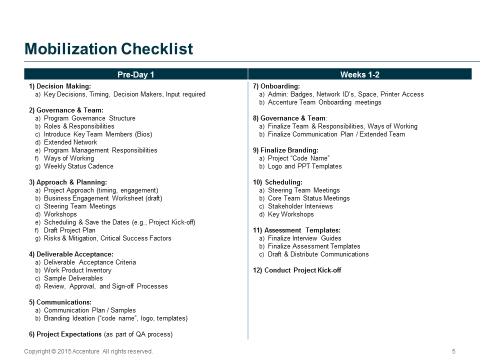 Mobilization Checklist
Pre-Day 1
1) Decision Making:
a) Key Decisions, Timing, Decision Makers, Input required
2) Governance & Team:
a) Program Governance Structure
b) Roles & Responsibilities
c) Introduce Key Team Members (Bios)
d) Extended Network
e) Program Management Responsibilities
f) Ways of Working
g) Weekly Status Cadence
3) Approach & Planning:
a) Project Approach (timing, engagement)
b) Business Engagement Worksheet (draft)
c) Steering Team Meetings
d) Workshops
e) Scheduling & Save the Dates (e.g., Project Kick-off)
f) Draft Project Plan
g) Risks & Mitigation, Critical Success Factors
4) Deliverable Acceptance:
a) Deliverable Acceptance Criteria
b) Work Product Inventory
c) Sample Deliverables
d) Review, Approval, and Sign-off Processes
5) Communications:
a) Communication Plan / Samples
b) Branding Ideation ("code name", logo, templates)
6) Project Expectations (as part of QA process)
Weeks 1-2
7) Onboarding:
a) Admin: Badges, Network ID's, Space, Printer Access
b) Accenture Team Onboarding meetings
8) Governance & Team:
a) Finalize Team & Responsibilities, Ways of Working
b) Finalize Communication Plan / Extended Team
9) Finalize Branding:
a) Project "Code Name"
b) Logo and PPT Templates
10) Scheduling:
a) Steering Team Meetings
b) Core Team Status Meetings
c) Stakeholder Interviews
d) Key Workshops
11) Assessment Templates:
a) Finalize Interview Guides
b) Finalize Assessment Templates
c) Draft & Distribute Communications
12) Conduct Project Kick-off
Copyright © 2015 Accenture All rights reserved.
5